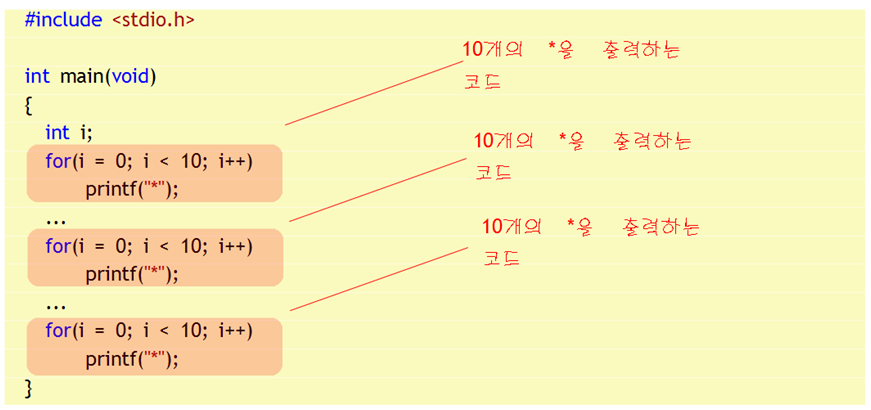 #include <stdio.h>
int main(void)
{
int i;
for(i = 0; i < 10; i++)
printf("*");
...
for(i = 0; i < 10; i++)
printf("*");
...
for(i = 0; i < 10; i++)
printf("*");
}
10개의 *을 출력하는
코드
10개의 *을 출력하는
코드
10개의 *을 출력하는
코드